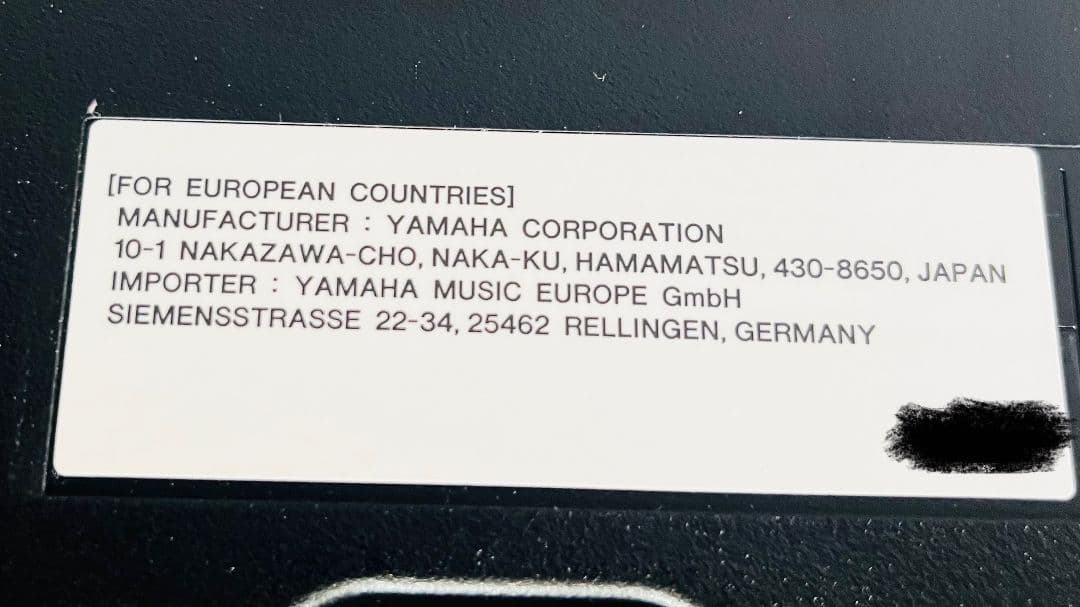 [FOR EUROPEAN COUNTRIES]
MANUFACTURER : YAMAHA CORPORATION
10-1 NAKAZAWA-CHO, NAKA-KU, HAMAMATSU, 430-8650, JAPAN
IMPORTER : YAMAHA MUSIC EUROPE GmbH
SIEMENSSTRASSE 22-34, 25462 RELLINGEN, GERMANY